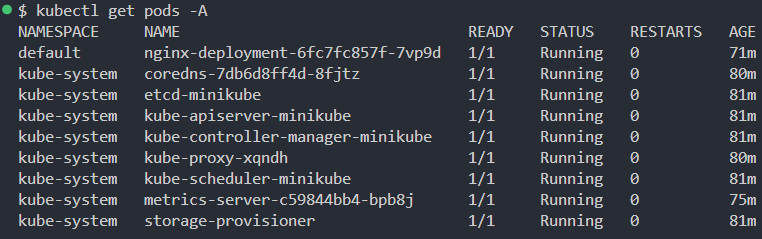 $ kubectl get pods -A
NAMESPACE NAME READY STATUS RESTARTS AGE
default nginx-deployment-6fc7fc857f-7vp9d 1/1 Running 0 71m
kube-system coredns-7db6d8ff4d-8fjtz 1/1 Running 0 80m
kube-system etcd-minikube 1/1 Running 0 81m
kube-system kube-apiserver-minikube 1/1 Running 0 81m
kube-system kube-controller-manager-minikube 1/1 Running 0 81m
kube-system kube-proxy-xqndh 1/1 Running 0 80m
kube-system kube-scheduler-minikube 1/1 Running 0 81m
kube-system metrics-server-c59844bb4-bpb8j 1/1 Running 0 75m
kube-system storage-provisioner 1/1 Running 0 81m